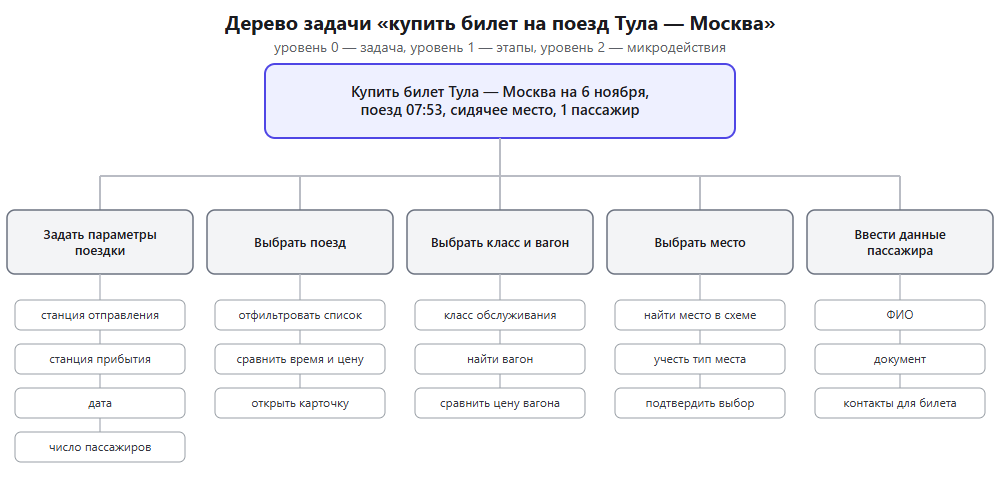 Дерево задачи «купить билет на поезд Тула — Москва»
уровень 0 — задача, уровень 1 — этапы, уровень 2 — микродействия
Купить билет Тула — Москва на 6 ноября,
поезд 07:53, сидячее место, 1 пассажир
Задать параметры
поездки
станция отправления
станция прибытия
дата
число пассажиров
Выбрать поезд
отфильтровать список
сравнить время и цену
открыть карточку
Выбрать класс и вагон
класс обслуживания
найти вагон
сравнить цену вагона
Выбрать место
найти место в схеме
учесть тип места
подтвердить выбор
Ввести данные
пассажира
ФИО
документ
контакты для билета